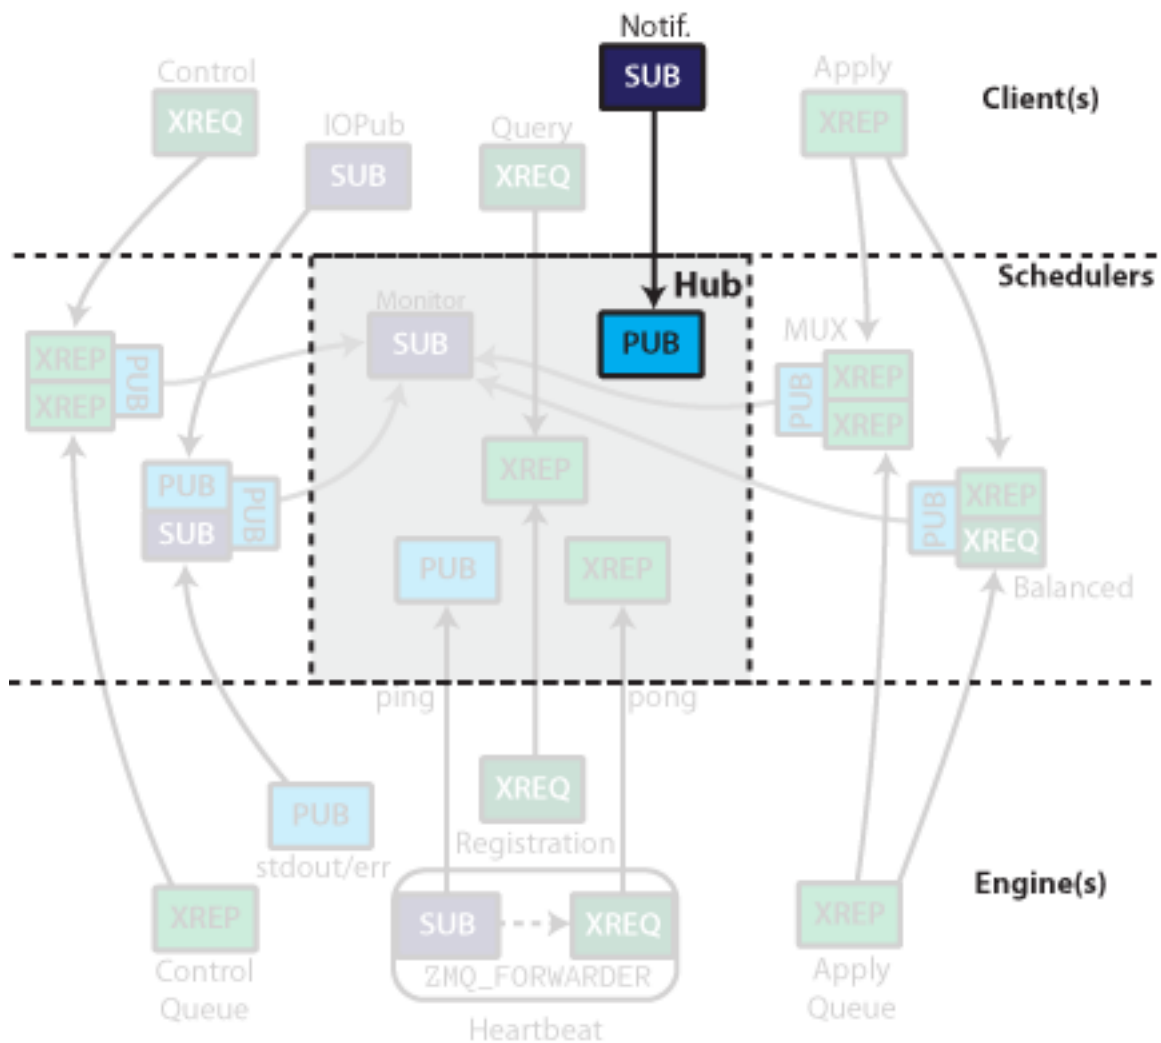 Notif.
SUB
Control
XREQ
IOPub
SUB
Query
XREQ
Apply
XREP
Client(s)
Schedulers
Hub
Monitor
SUB
PUB
XREP
XREP
PUB
MUX
PUB
XREP
XREP
PUB
SUB
PUB
XREP
PUB
XREP
XREQ
Balanced
PUB
XREP
ping
pong
PUB
stdout/err
XREQ
Registration
Engine(s)
XREP
Control
Queue
SUB
XREQ
ZMQ_FORWARDER
Heartbeat
XREP
Apply
Queue